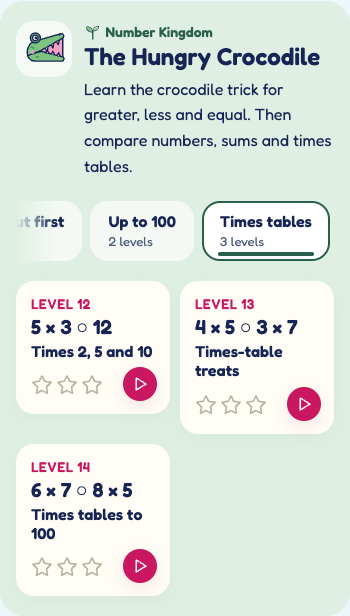 Number Kingdom
The Hungry Crocodile
Learn the crocodile trick for
greater, less and equal. Then
compare numbers, sums and times
tables.
first
Up to 100
2 levels
Times tables
3 levels
LEVEL 12
5 × 3 ○ 12
Times 2, 5 and 10
LEVEL 13
4 × 5 ○ 3 × 7
Times-table
treats
LEVEL 14
6 × 7 ○ 8 × 5
Times tables to
100